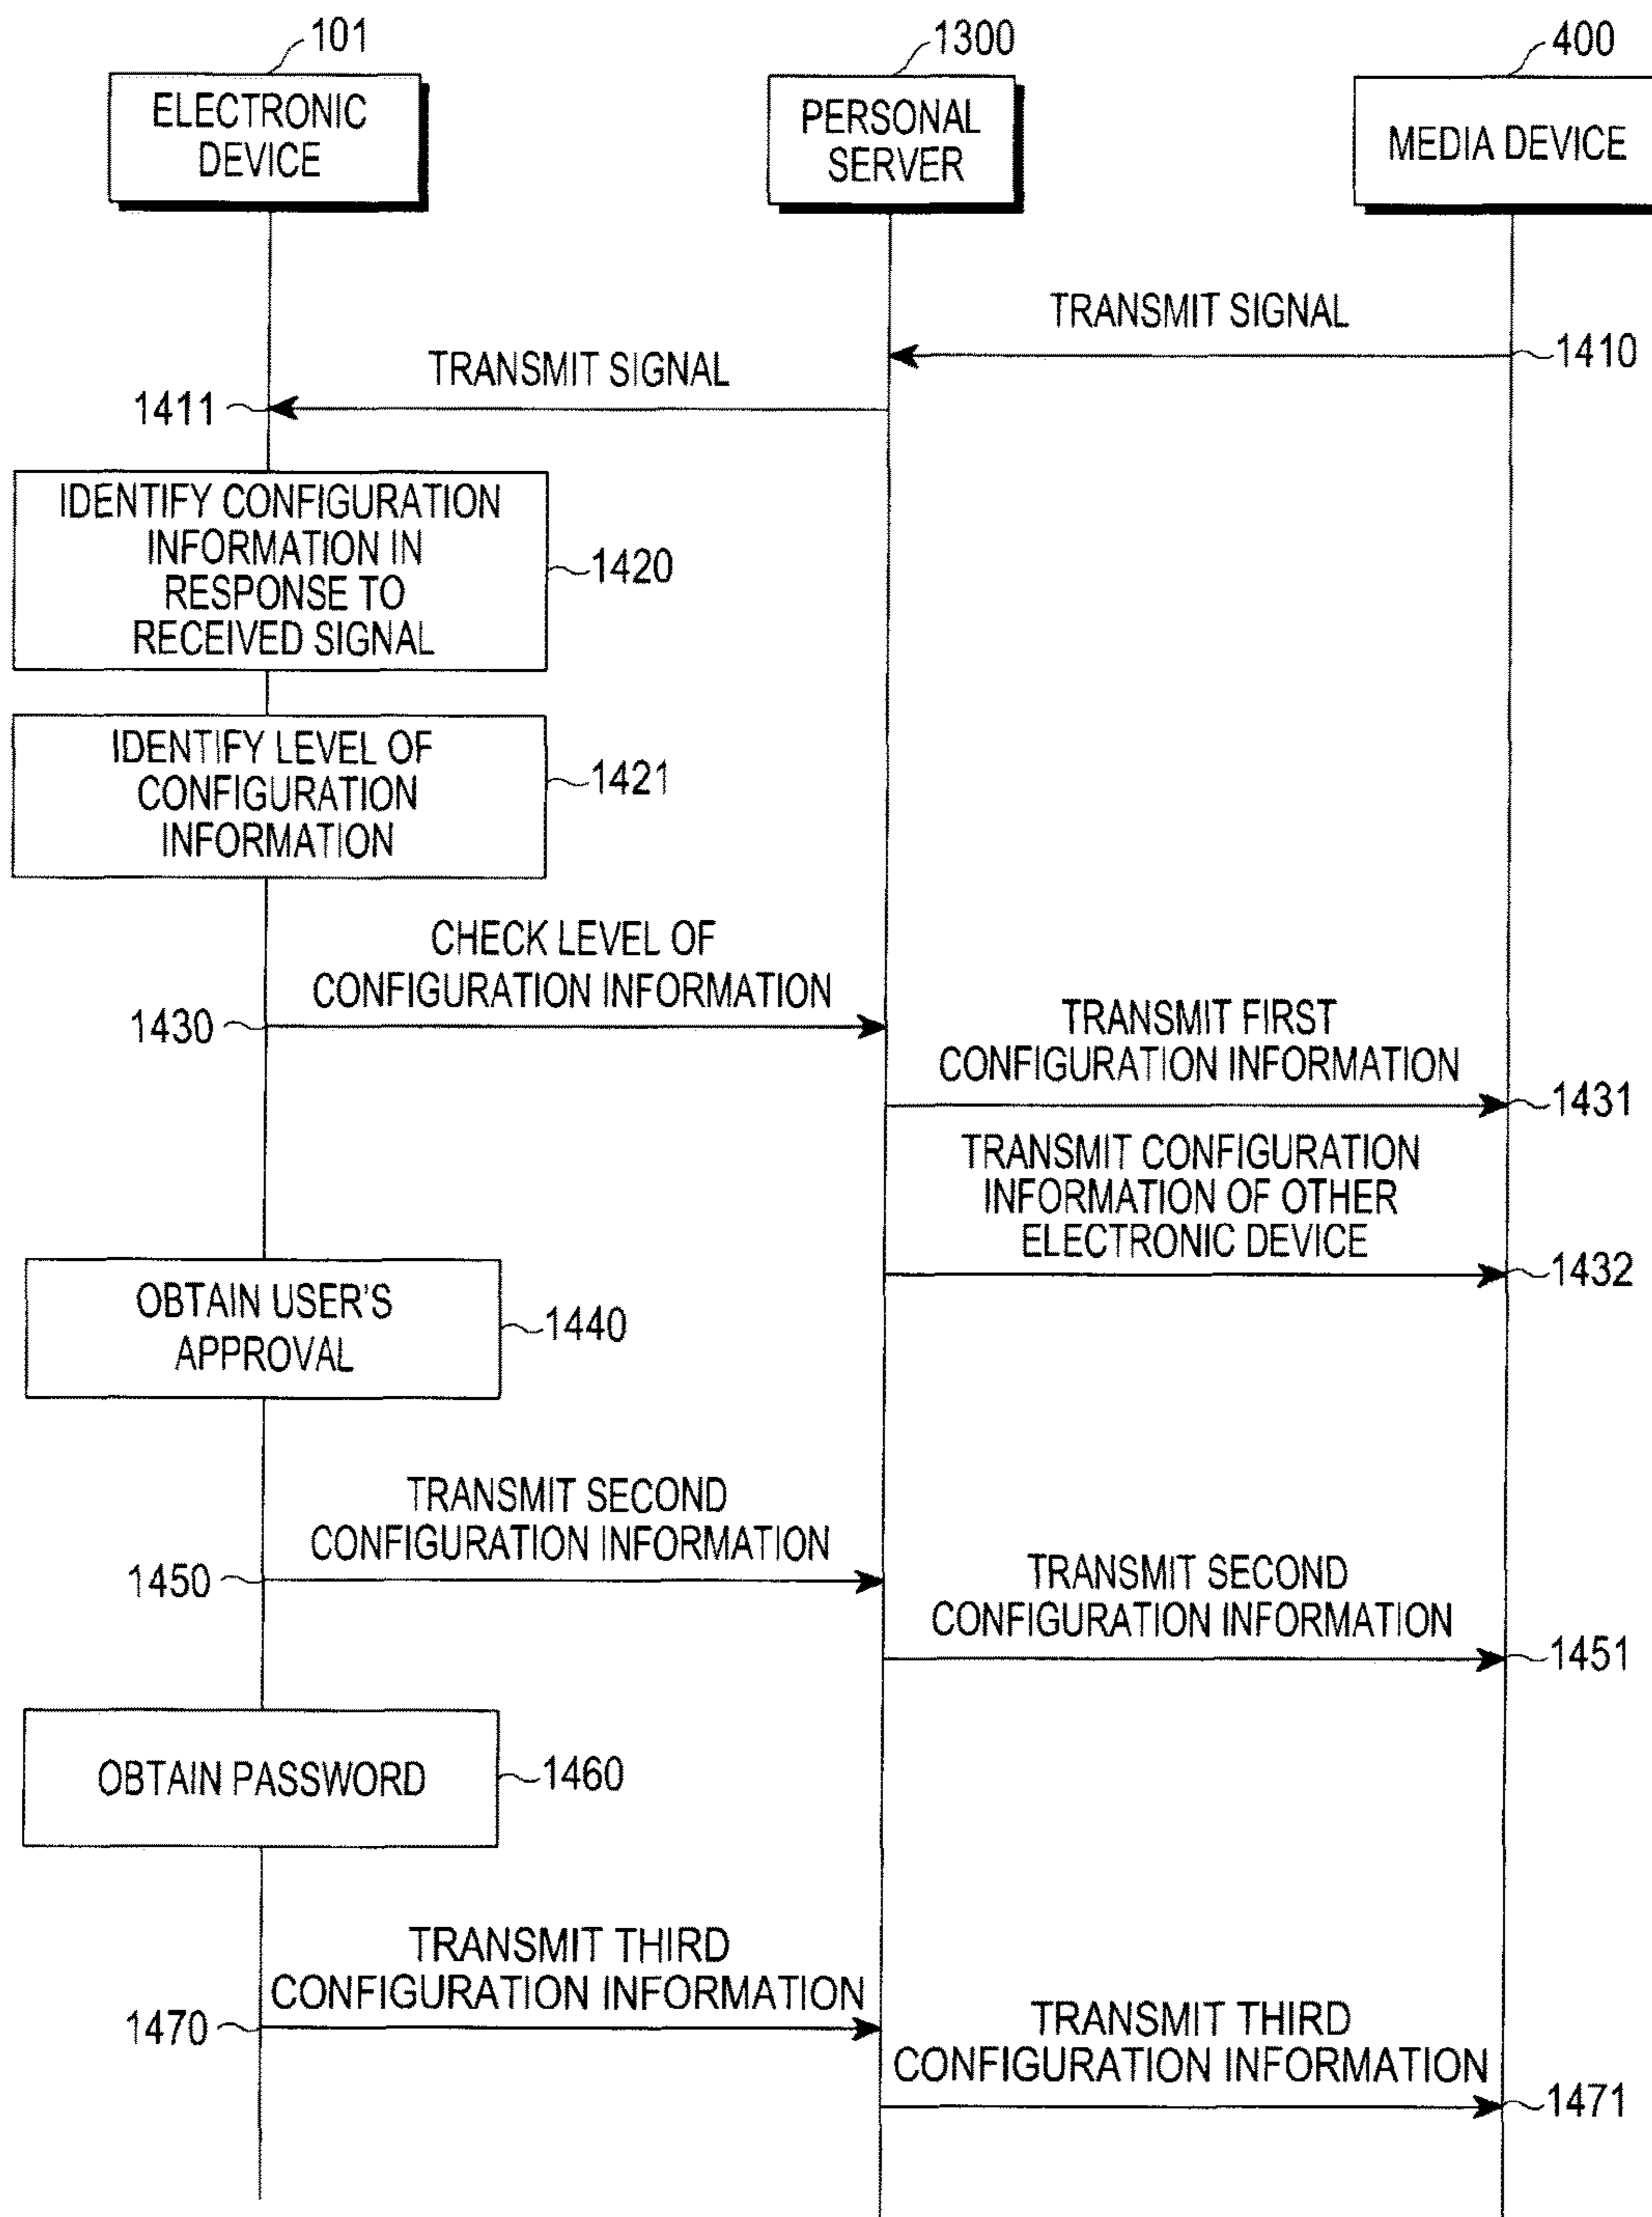 101
1300
400
ELECTRONIC
DEVICE
PERSONAL
SERVER
MEDIA DEVICE
TRANSMIT SIGNAL
1410
TRANSMIT SIGNAL
1411
IDENTIFY CONFIGURATION
INFORMATION IN
RESPONSE TO
RECEIVED SIGNAL
1420
IDENTIFY LEVEL OF
CONFIGURATION
INFORMATION
1421
CHECK LEVEL OF
CONFIGURATION INFORMATION
1430
TRANSMIT FIRST
CONFIGURATION INFORMATION
1431
TRANSMIT CONFIGURATION
INFORMATION OF OTHER
ELECTRONIC DEVICE
1432
OBTAIN USER'S
APPROVAL
1440
TRANSMIT SECOND
CONFIGURATION INFORMATION
1450
TRANSMIT SECOND
CONFIGURATION INFORMATION
1451
OBTAIN PASSWORD
1460
TRANSMIT THIRD
CONFIGURATION INFORMATION
1470
TRANSMIT THIRD
CONFIGURATION INFORMATION
1471